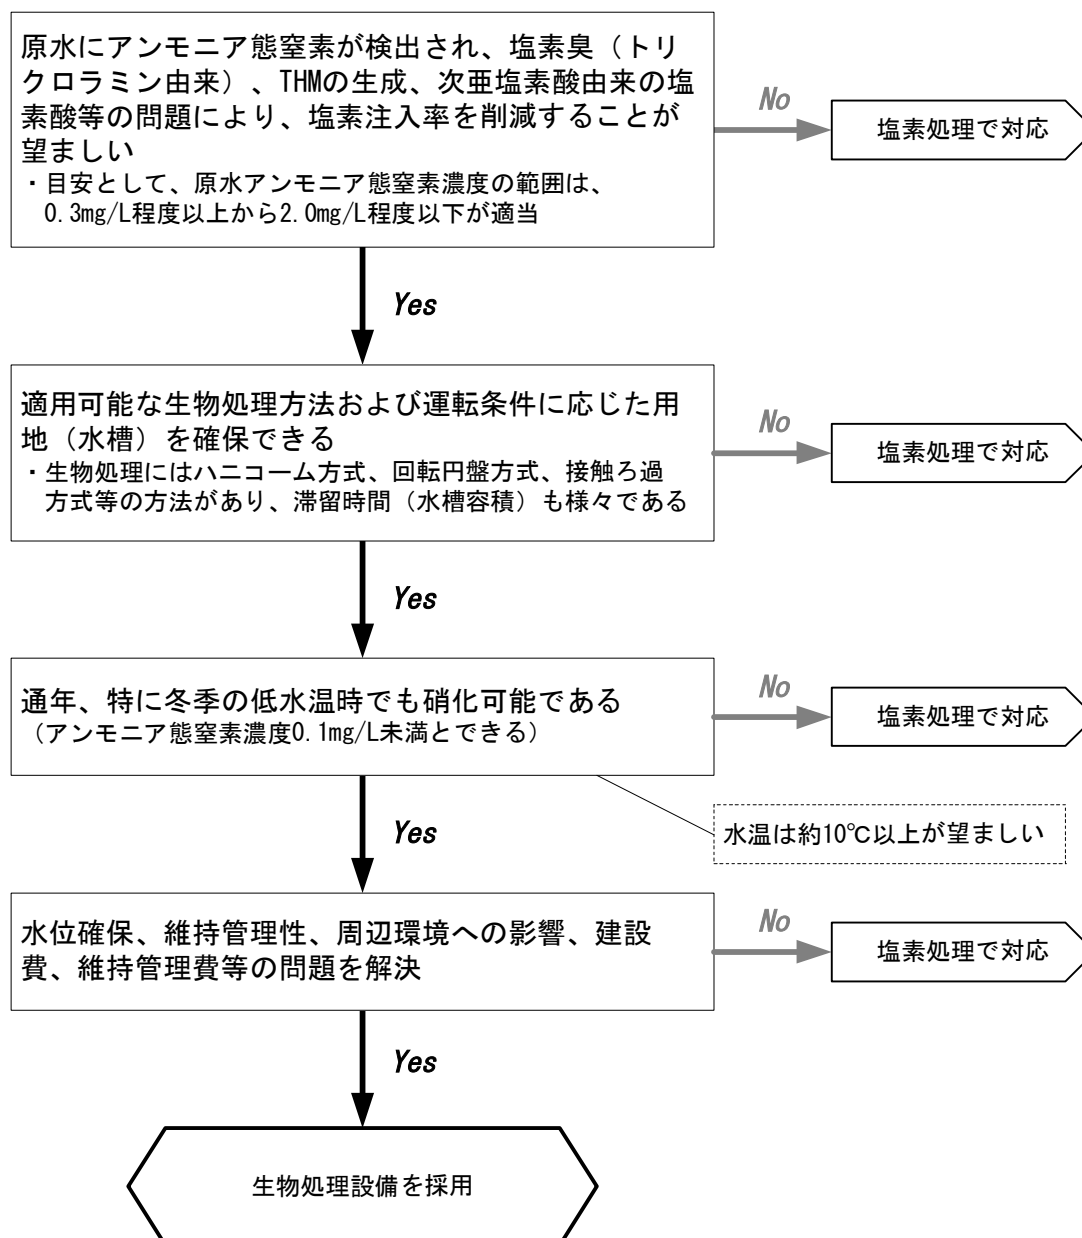 原水にアンモニア態窒素が検出され、塩素臭（トリ
クロラミン由来）、THMの生成、次亜塩素酸由来の塩
素酸等の問題により、塩素注入率を削減することが
望ましい
・目安として、原水アンモニア態窒素濃度の範囲は、
0.3mg/L程度以上から2.0mg/L程度以下が適当
No
塩素処理で対応
Yes
適用可能な生物処理方法および運転条件に応じた用
地（水槽）を確保できる
・生物処理にはハニコーム方式、回転円盤方式、接触ろ過
方式等の方法があり、滞留時間（水槽容積）も様々である
No
塩素処理で対応
Yes
通年、特に冬季の低水温時でも硝化可能である
（アンモニア態窒素濃度0.1mg/L未満とできる）
No
塩素処理で対応
水温は約10℃以上が望ましい
Yes
水位確保、維持管理性、周辺環境への影響、建設
費、維持管理費等の問題を解決
No
塩素処理で対応
Yes
生物処理設備を採用